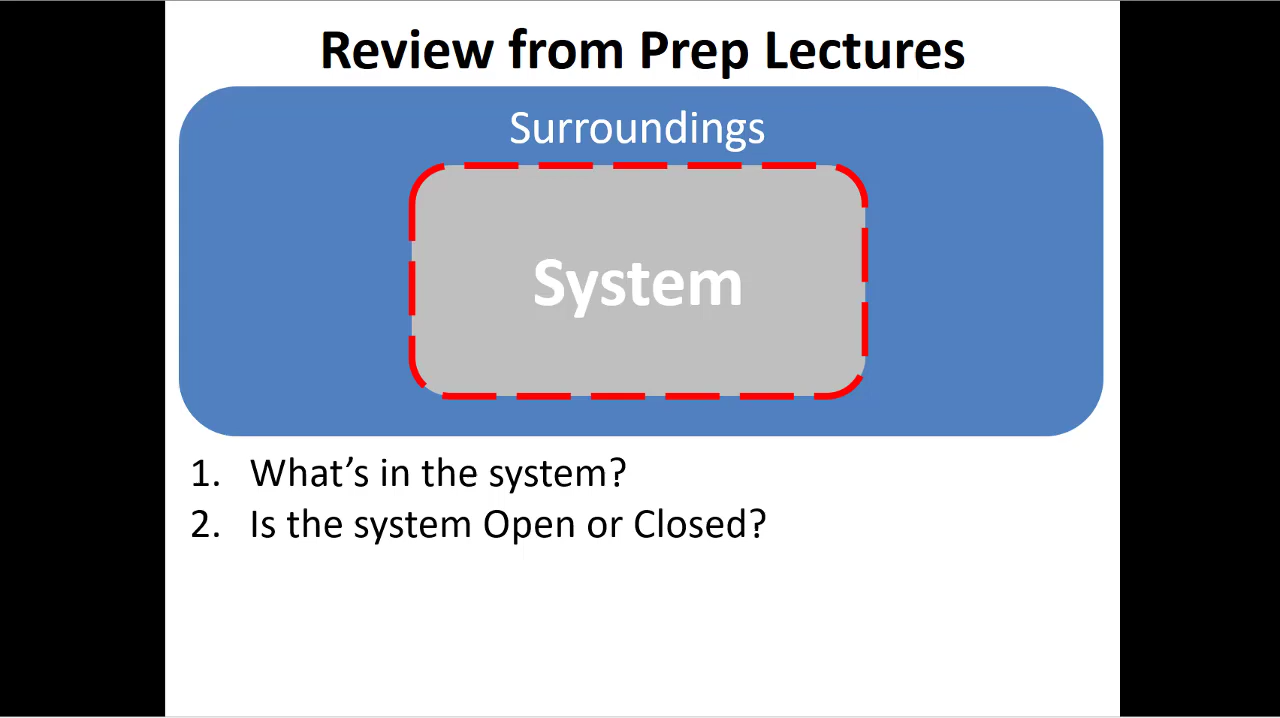 Review from Prep Lectures
Surroundings
System
1. What’s in the system?
2. Is the system Open or Closed?